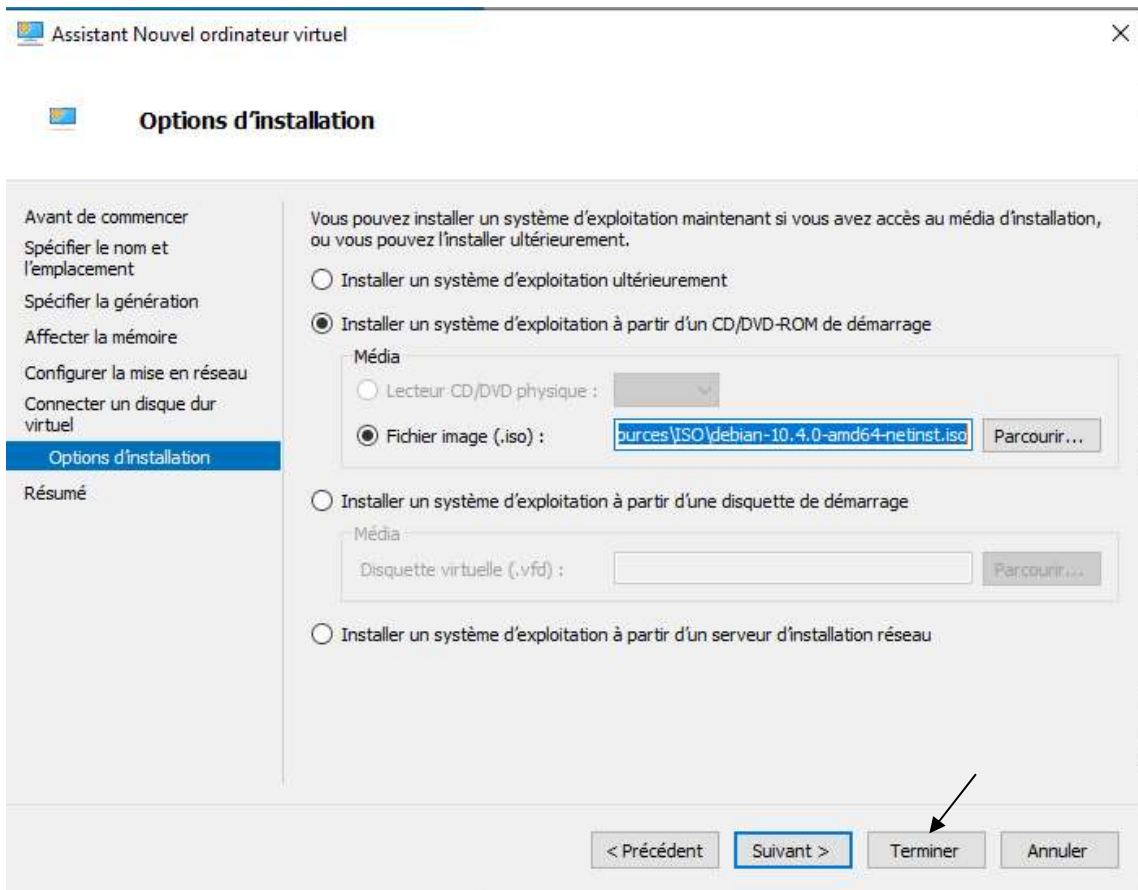 Assistant Nouvel ordinateur virtuel
Options d'installation
Avant de commencer
Spécifier le nom et
l'emplacement
Spécifier la génération
Affecter la mémoire
Configurer la mise en réseau
Connecter un disque dur
virtuel
Options d'installation
Résumé
Vous pouvez installer un système d'exploitation maintenant si vous avez accès au média d'installation,
ou vous pouvez l'installer ultérieurement.
Installer un système d'exploitation ultérieurement
Installer un système d'exploitation à partir d'un CD/DVD-ROM de démarrage
Média
Lecteur CD/DVD physique :
Fichier image (.iso) : ources\ISO\debian-10.4.0-amd64-netinst.iso Parcourir...
Installer un système d'exploitation à partir d'une disquette de démarrage
Média
Disquette virtuelle (.vfd) : Parcourir...
Installer un système d'exploitation à partir d'un serveur d'installation réseau
< Précédent Suivant > Terminer Annuler